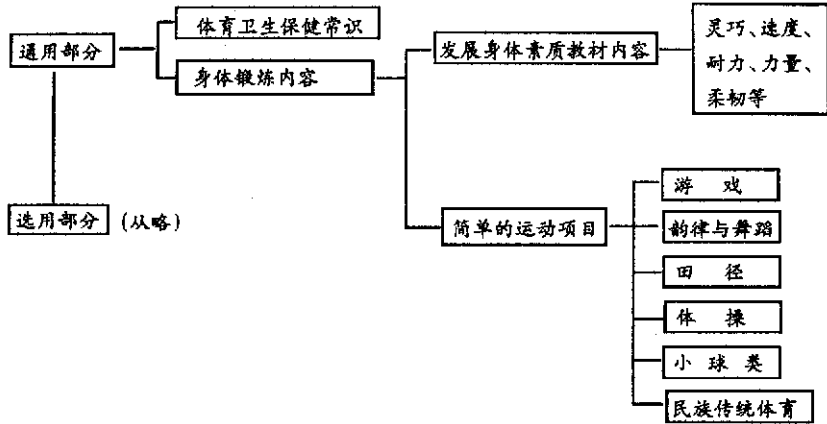 通用部分
体育卫生保健常识
身体锻炼内容
发展身体素质教材内容
灵巧、速度、
耐力、力量、
柔韧等
选用部分 (从略)
简单的运动项目
游 戏
韵律与舞蹈
田 径
体 操
小 球 类
民族传统体育